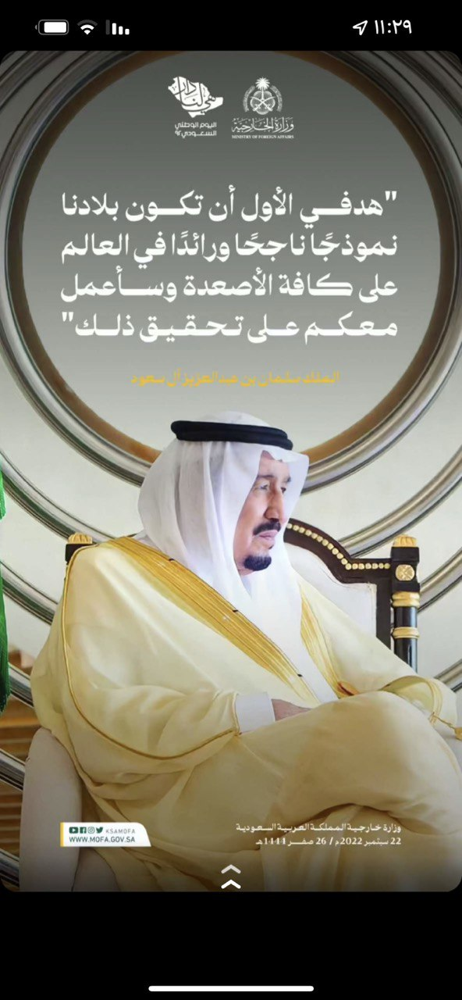 ١١:٢٩
هي لنا دار
اليوم الوطني
السعودي ٩٢
وزارة الخارجية
MINISTRY OF FOREIGN AFFAIRS
"هدفي الأول أن تكون بلادنا
نموذجًا ناجحًا ورائدًا في العالم
على كافة الأصعدة وسأعمل
معكم على تحقيق ذلك"
الملك سلمان بن عبدالعزيز آل سعود
وزارة خارجية المملكة العربية السعودية
22 سبتمبر 2022م / 26 صفر 1444هـ
KSAMOFA
WWW.MOFA.GOV.SA